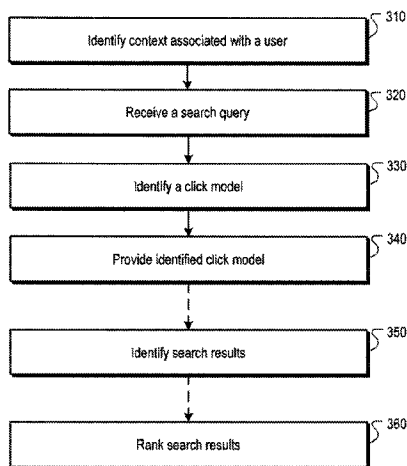 310
Identify context associated with a user
320
Receive a search query
330
Identify a click model
340
Provide identified click model
350
Identify search results
360
Rank search results